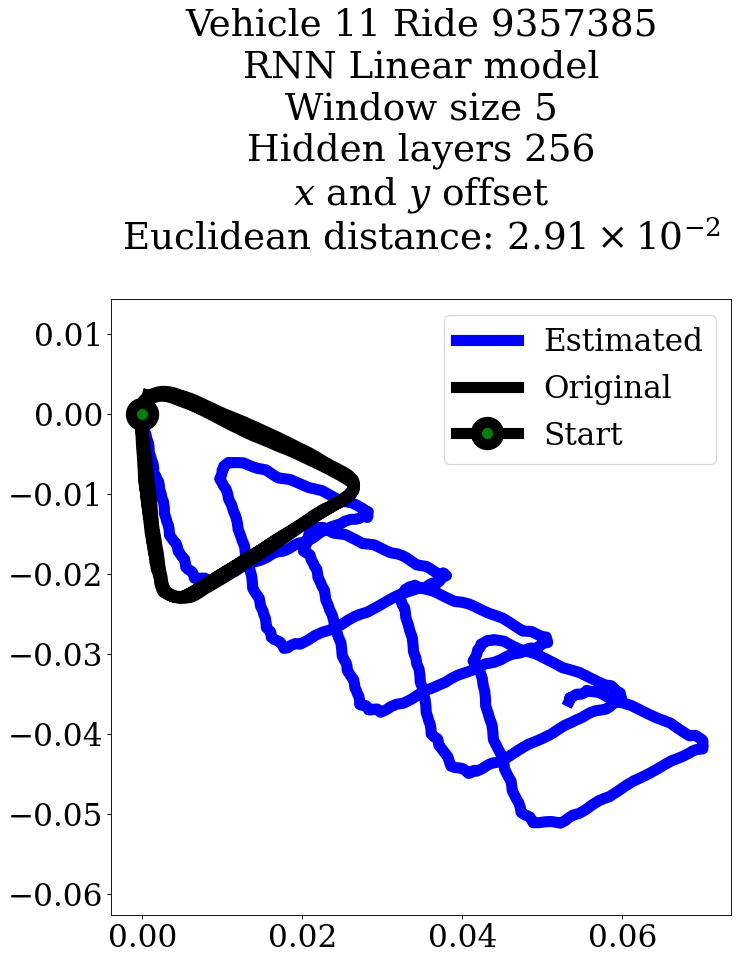 Vehicle 11 Ride 9357385
RNN Linear model
Window size 5
Hidden layers 256
x and y offset
Euclidean distance: 2.91 × 10⁻²
Estimated
Original
Start
0.01
0.00
−0.01
−0.02
−0.03
−0.04
−0.05
−0.06
0.00 0.02 0.04 0.06